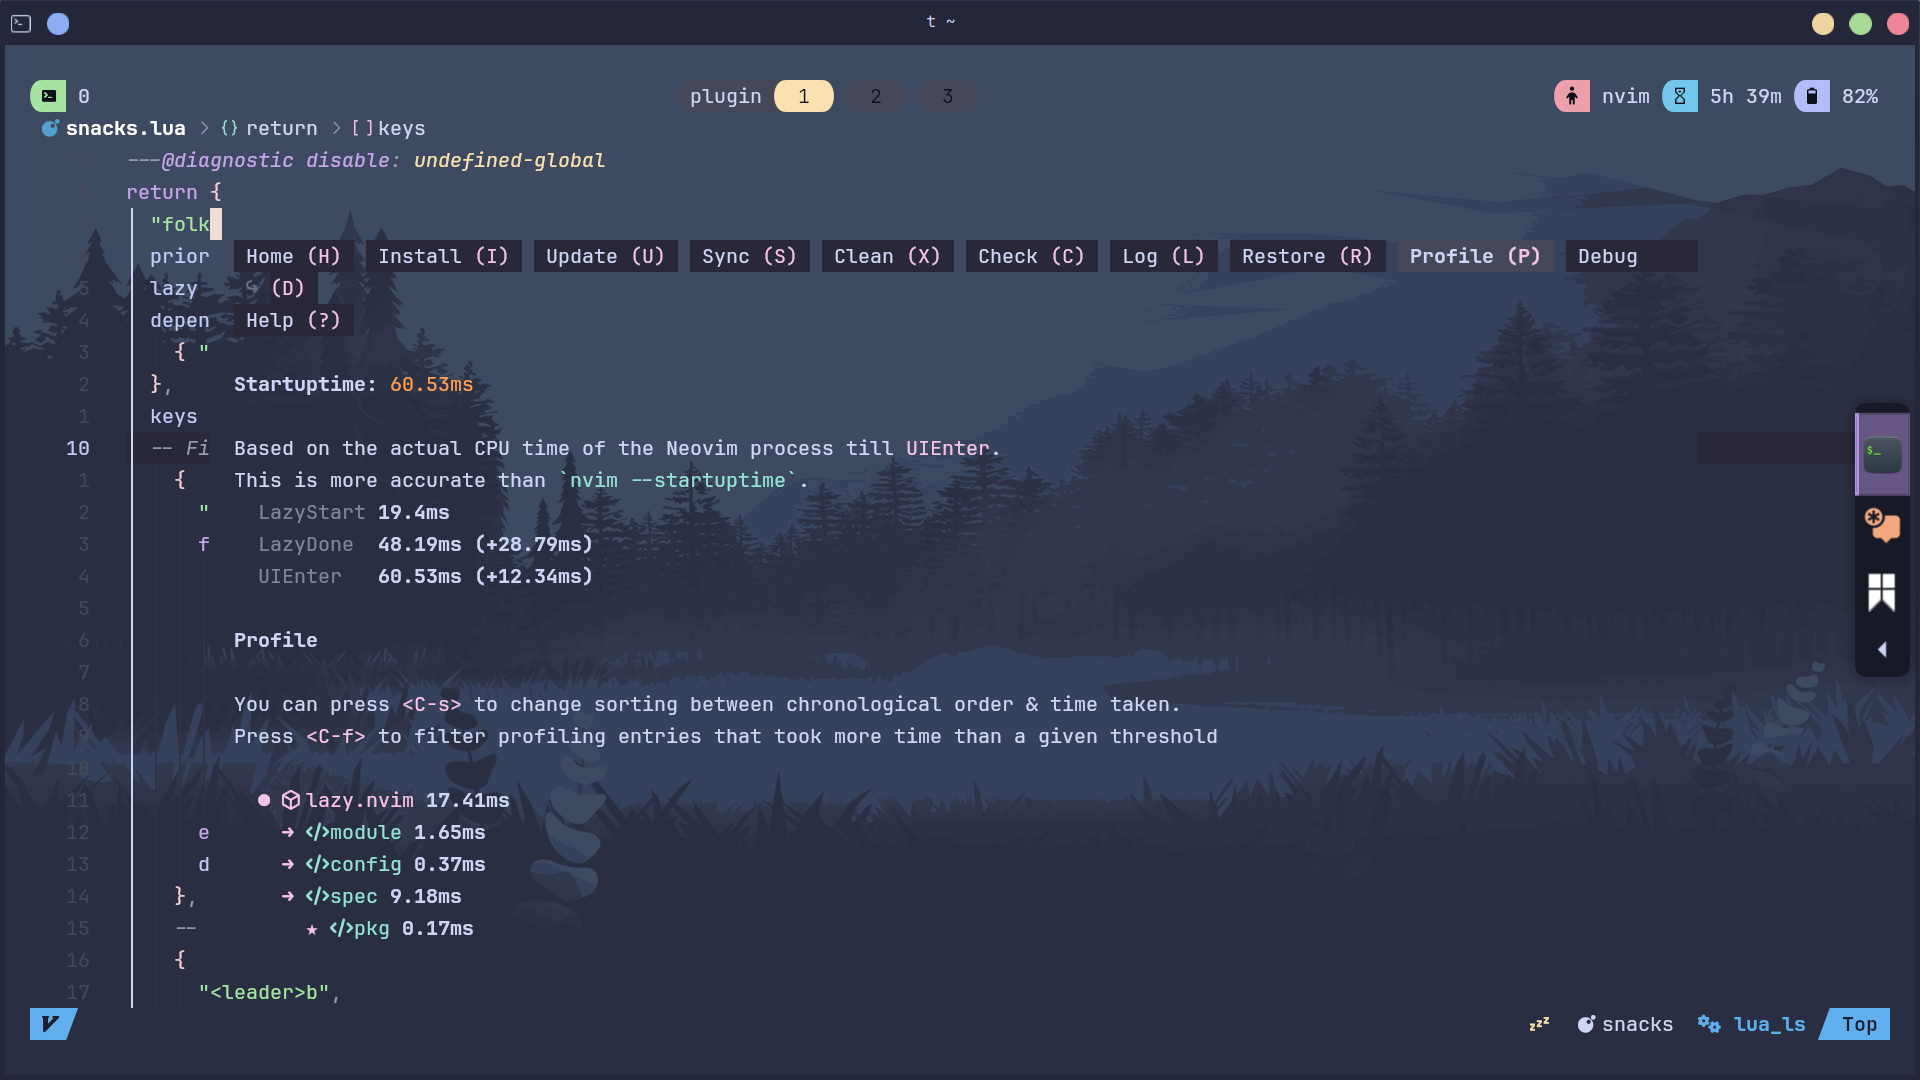 t ~
0 plugin 1 2 3 nvim 5h 39m 82%
snacks.lua > {} return > [ ] keys
---@diagnostic disable: undefined-global
return {
"folk
prior Home (H) Install (I) Update (U) Sync (S) Clean (X) Check (C) Log (L) Restore (R) Profile (P) Debug
5 lazy ↪ (D)
4 depen Help (?)
3 { "
2 }, Startuptime: 60.53ms
1 keys
10 -- Fi Based on the actual CPU time of the Neovim process till UIEnter.
1 { This is more accurate than `nvim --startuptime`.
2 " LazyStart 19.4ms
3 f LazyDone 48.19ms (+28.79ms)
4 UIEnter 60.53ms (+12.34ms)
5
6 Profile
7
8 You can press <C-s> to change sorting between chronological order & time taken.
9 Press <C-f> to filter profiling entries that took more time than a given threshold
10
11 ● lazy.nvim 17.41ms
12 e ➜ </>module 1.65ms
13 d ➜ </>config 0.37ms
14 }, ➜ </>spec 9.18ms
15 -- ★ </>pkg 0.17ms
16 {
17 "<leader>b",
V zzz snacks lua_ls Top